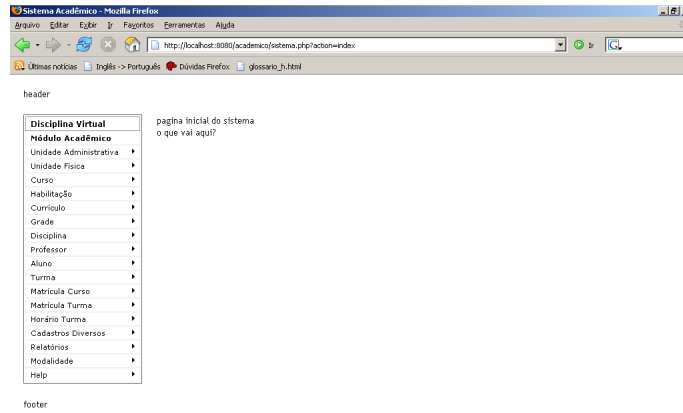 Sistema Acadêmico - Mozilla Firefox
Arquivo Editar Exibir Ir Favoritos Ferramentas Ajuda
http://localhost:8080/academico/sistema.php?action=index Ir G
Últimas notícias Inglês -> Português Dúvidas Firefox glossario_h.html
header
Disciplina Virtual
Módulo Acadêmico
Unidade Administrativa
Unidade Física
Curso
Habilitação
Currículo
Grade
Disciplina
Professor
Aluno
Turma
Matrícula Curso
Matrícula Turma
Horário Turma
Cadastros Diversos
Relatórios
Modalidade
Help
pagina inicial do sistema
o que vai aqui?
footer